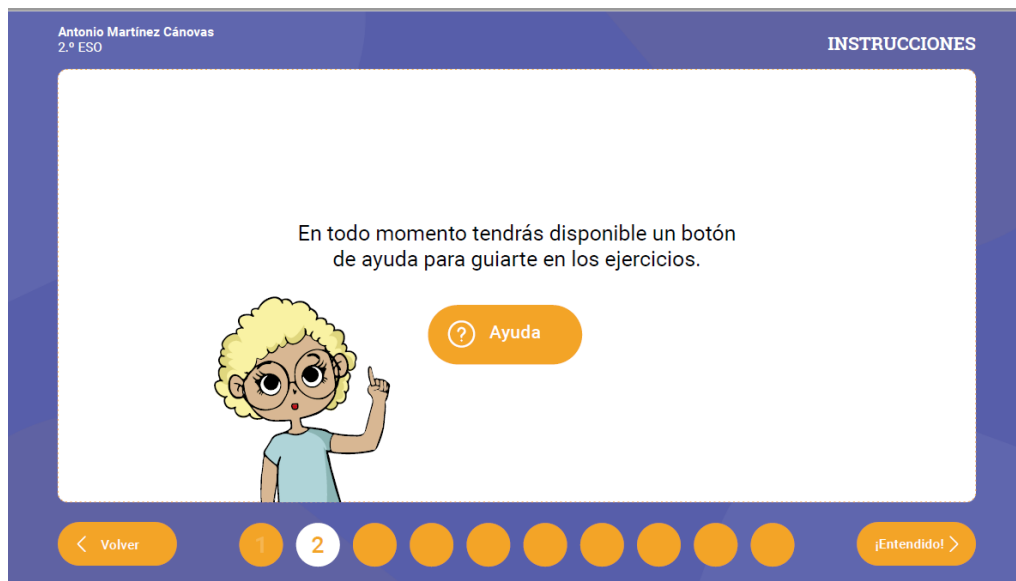 Antonio Martínez Cánovas
2.º ESO
INSTRUCCIONES
En todo momento tendrás disponible un botón
de ayuda para guiarte en los ejercicios.
? Ayuda
Volver
1
2
¡Entendido!